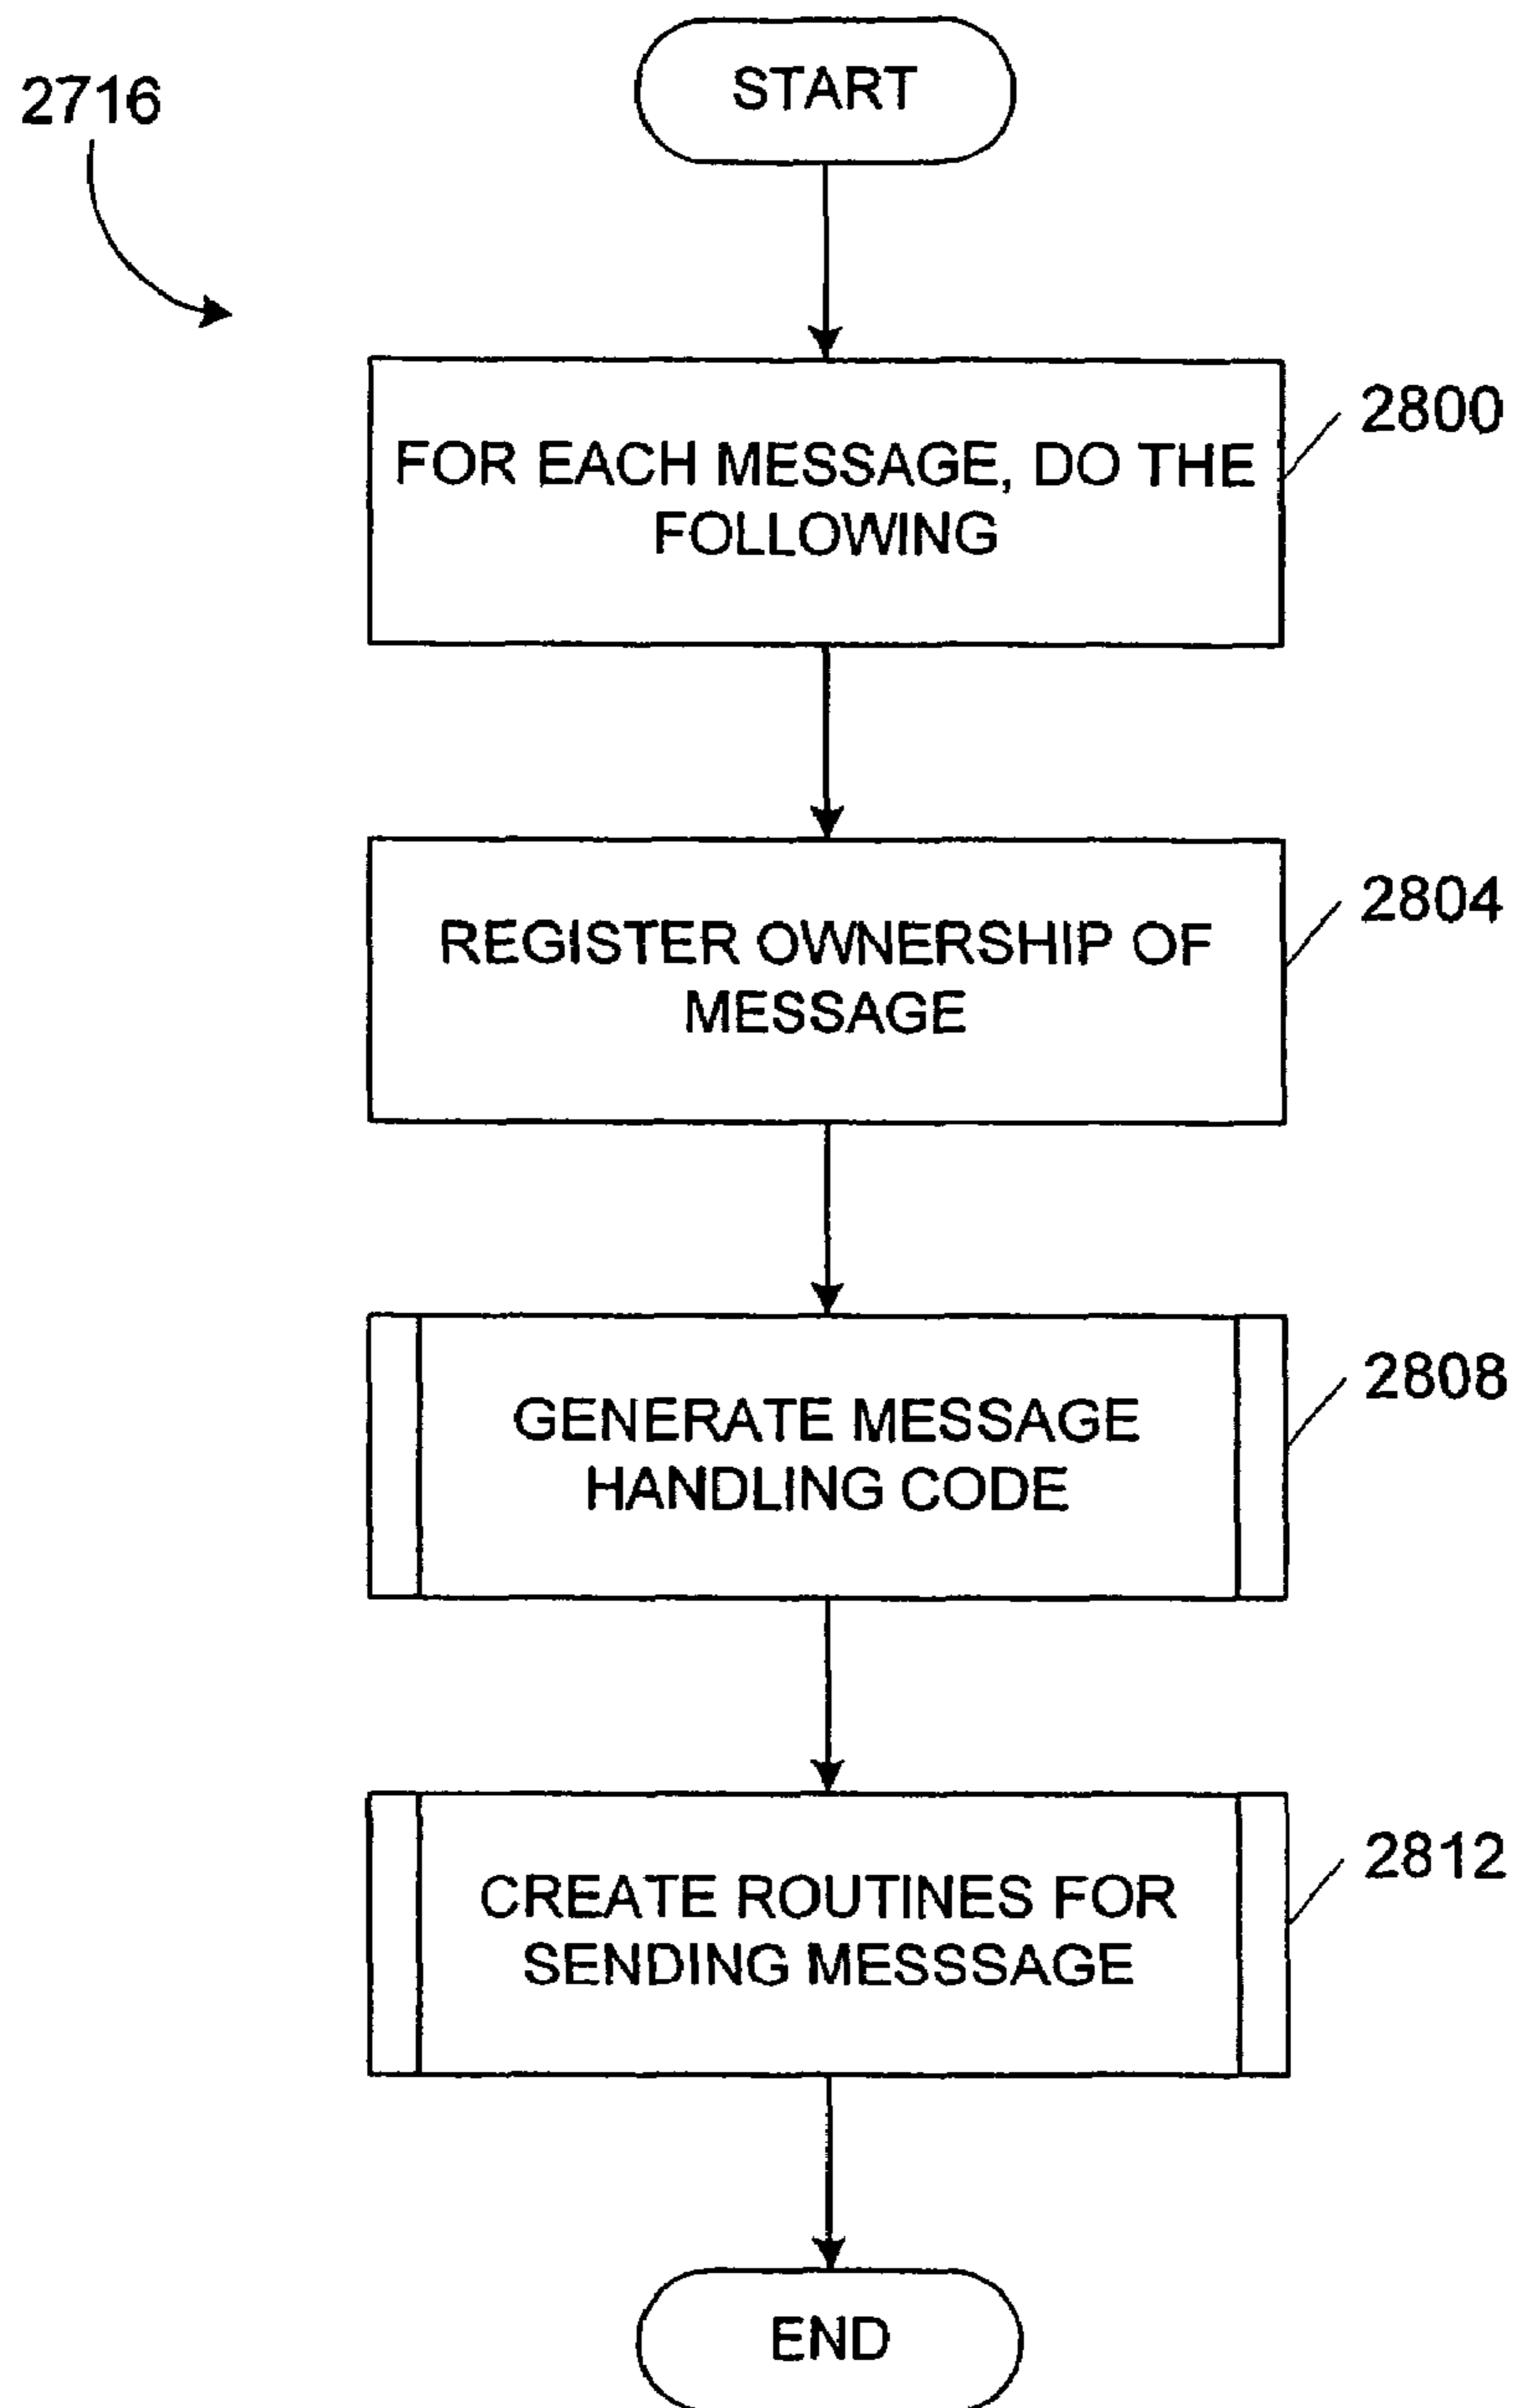 START
2716
FOR EACH MESSAGE, DO THE
FOLLOWING
2800
REGISTER OWNERSHIP OF
MESSAGE
2804
GENERATE MESSAGE
HANDLING CODE
2808
CREATE ROUTINES FOR
SENDING MESSSAGE
2812
END